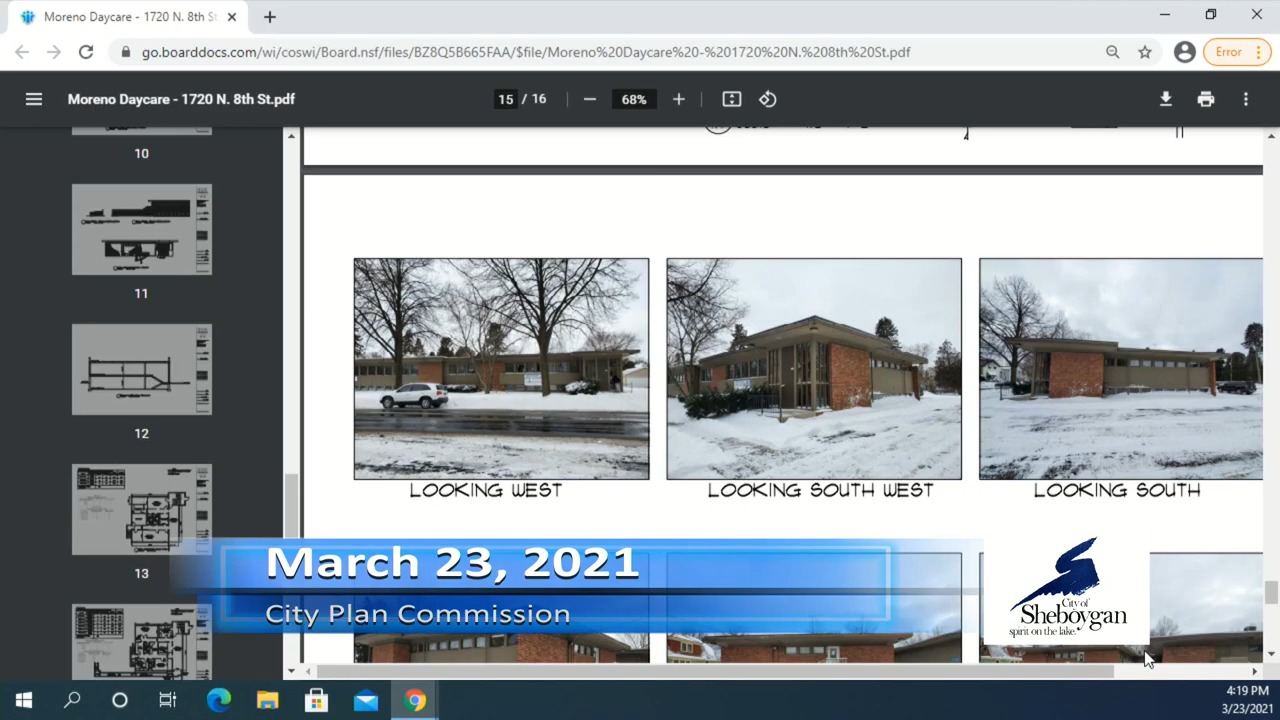 Moreno Daycare - 1720 N. 8th St
go.boarddocs.com/wi/coswi/Board.nsf/files/BZ8Q5B665FAA/$file/Moreno%20Daycare%20-%201720%20N.%208th%20St.pdf
Error
Moreno Daycare - 1720 N. 8th St.pdf
15 / 16
68%
10
11
12
13
LOOKING WEST
LOOKING SOUTH WEST
LOOKING SOUTH
March 23, 2021
City Plan Commission
City of
Sheboygan
spirit on the lake.
4:19 PM
3/23/2021